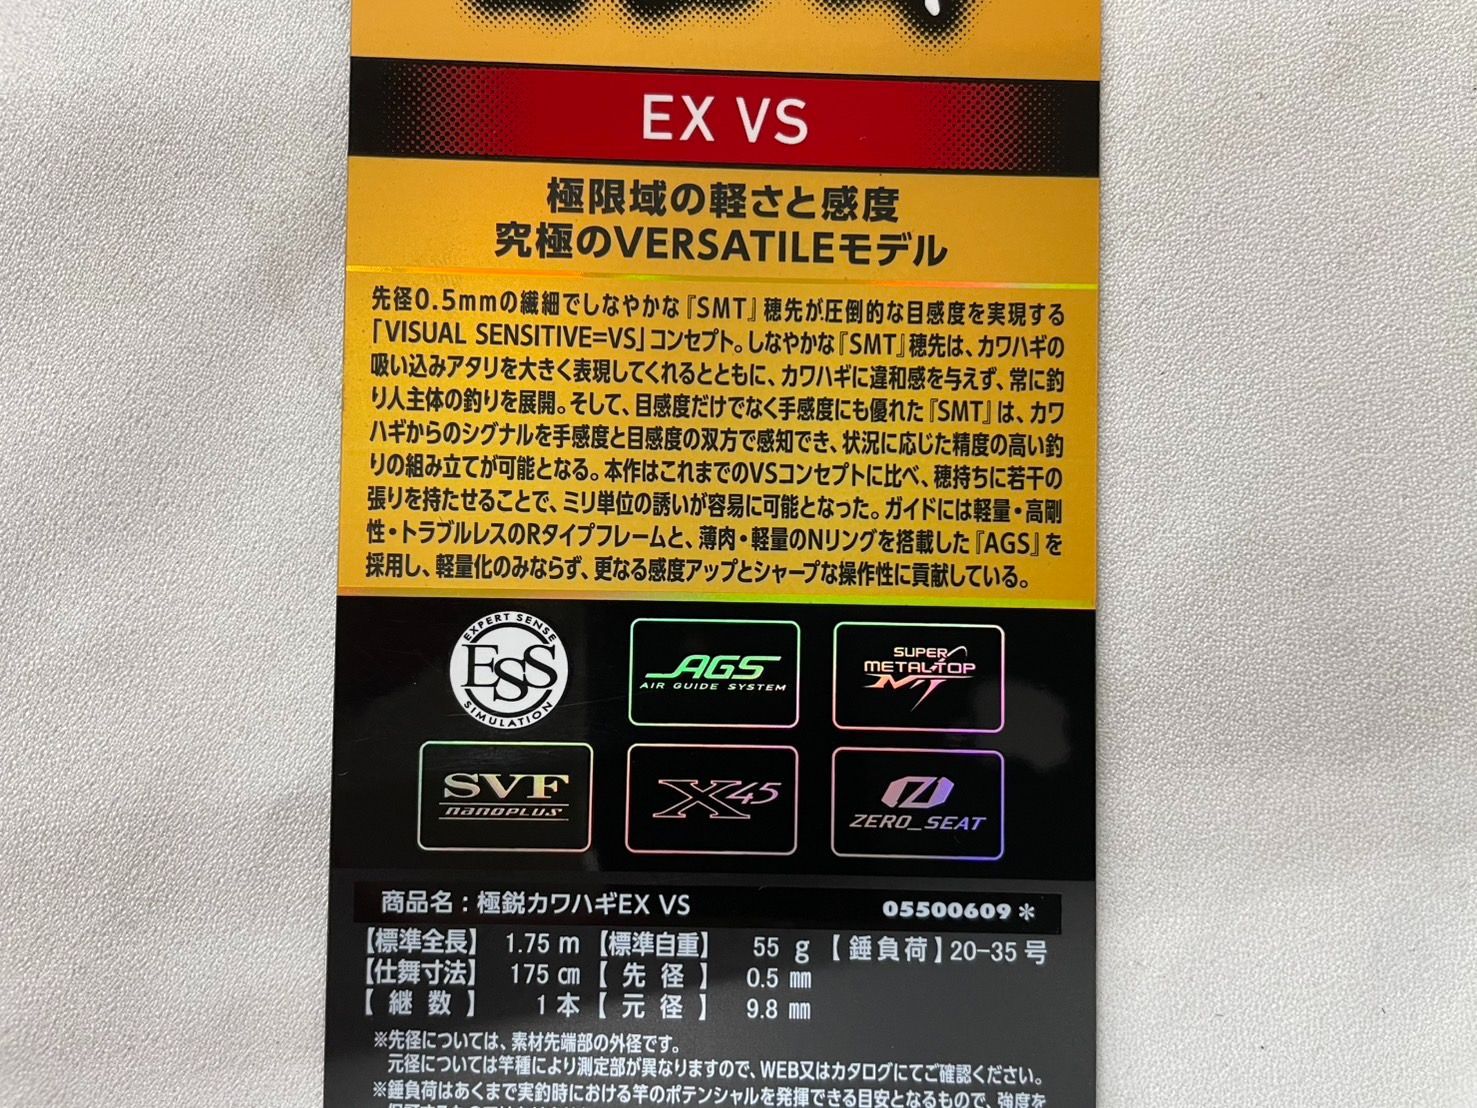 EX VS
極限域の軽さと感度
究極のVERSATILEモデル
先径0.5mmの繊細でしなやかな『SMT』穂先が圧倒的な目感度を実現する
「VISUAL SENSITIVE=VS」コンセプト。しなやかな『SMT』穂先は、カワハギの
吸い込みアタリを大きく表現してくれるとともに、カワハギに違和感を与えず、常に釣
り人主体の釣りを展開。そして、目感度だけでなく手感度にも優れた『SMT』は、カワ
ハギからのシグナルを手感度と目感度の双方で感知でき、状況に応じた精度の高い釣
りの組み立てが可能となる。本作はこれまでのVSコンセプトに比べ、穂持ちに若干の
張りを持たせることで、ミリ単位の誘いが容易に可能となった。ガイドには軽量・高剛
性・トラブルレスのRタイプフレームと、薄肉・軽量のNリングを搭載した『AGS』を
採用し、軽量化のみならず、更なる感度アップとシャープな操作性に貢献している。
EXPERT SENSE
ESS
SIMULATION
AGS
AIR GUIDE SYSTEM
SUPER
METAL-TOP
MT
SVF
nanoplus
X45
Z
ZERO_SEAT
商品名：極鋭カワハギEX VS 05500609＊
【標準全長】 1.75 m 【標準自重】 55 g 【錘負荷】20-35 号
【仕舞寸法】 175 cm 【先径】 0.5 mm
【継数】 1 本 【元径】 9.8 mm
※先径については、素材先端部の外径です。
元径については竿種により測定部が異なりますので、WEB又はカタログにてご確認ください。
※錘負荷はあくまで実釣時における竿のポテンシャルを発揮できる目安となるもので、強度を